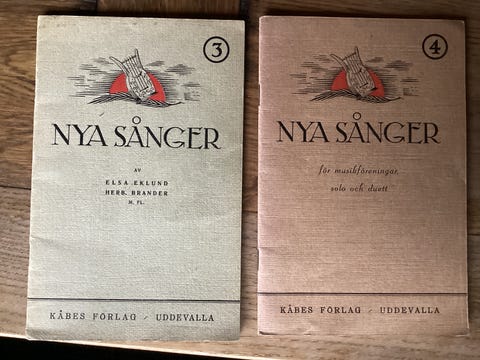 3
NYA SÅNGER
AV
ELSA EKLUND
HERB. BRANDER
M. FL.
KÅBES FÖRLAG - UDDEVALLA
4
NYA SÅNGER
för musikföreningar,
solo och duett
KÅBES FÖRLAG - UDDEVALLA